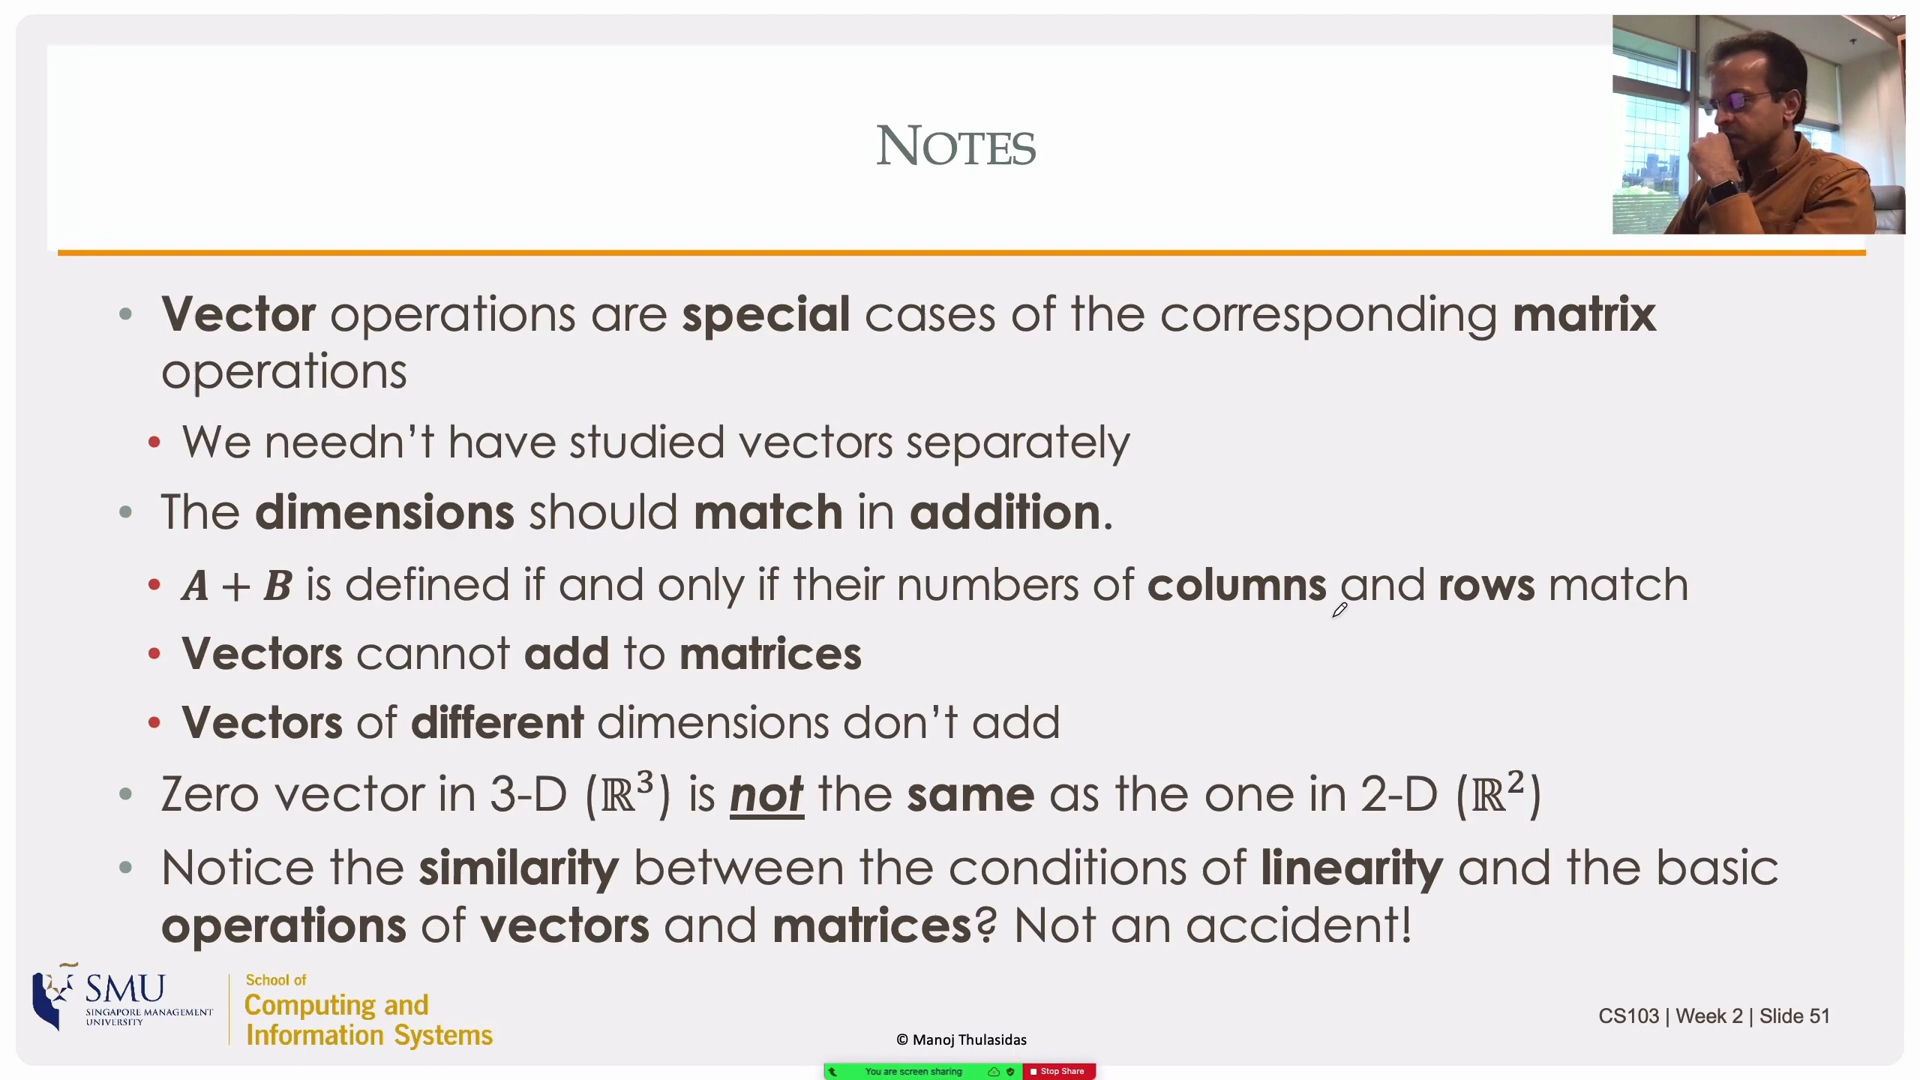 NOTES
• Vector operations are special cases of the corresponding matrix
operations
• We needn’t have studied vectors separately
• The dimensions should match in addition.
• A + B is defined if and only if their numbers of columns and rows match
• Vectors cannot add to matrices
• Vectors of different dimensions don’t add
• Zero vector in 3-D (ℝ³) is not the same as the one in 2-D (ℝ²)
• Notice the similarity between the conditions of linearity and the basic
operations of vectors and matrices? Not an accident!
SMU
SINGAPORE MANAGEMENT
UNIVERSITY
School of
Computing and
Information Systems
© Manoj Thulasidas
CS103 | Week 2 | Slide 51
You are screen sharing
Stop Share